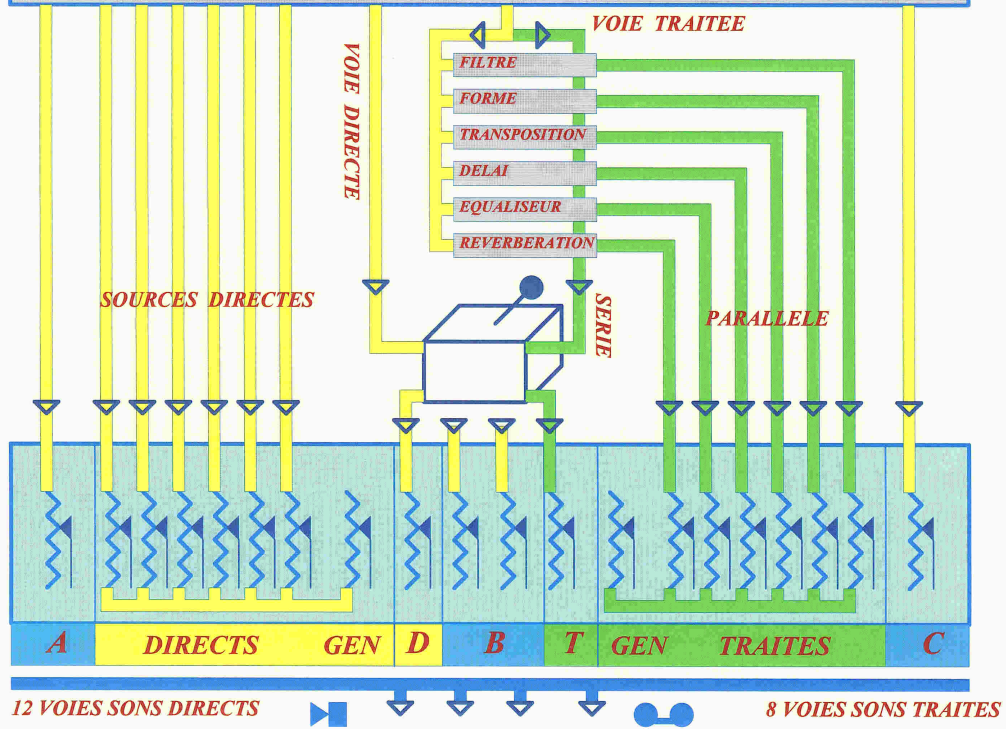 VOIE TRAITEE
VOIE DIRECTE
FILTRE
FORME
TRANSPOSITION
DELAI
EQUALISEUR
REVERBERATION
SOURCES DIRECTES
SERIE
PARALLELE
A DIRECTS GEN D B T GEN TRAITES C
12 VOIES SONS DIRECTS
8 VOIES SONS TRAITES